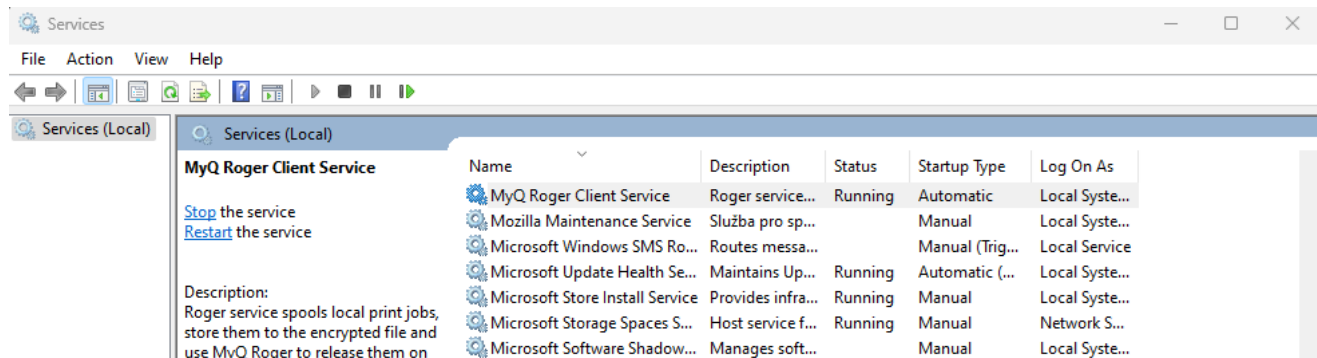 Services
File Action View Help
Services (Local)
Services (Local)
MyQ Roger Client Service
Stop the service
Restart the service
Description:
Roger service spools local print jobs,
store them to the encrypted file and
use MyQ Roger to release them on
Name Description Status Startup Type Log On As
MyQ Roger Client Service Roger service... Running Automatic Local Syste...
Mozilla Maintenance Service Služba pro sp... Manual Local Syste...
Microsoft Windows SMS Ro... Routes messa... Manual (Trig... Local Service
Microsoft Update Health Se... Maintains Up... Running Automatic (... Local Syste...
Microsoft Store Install Service Provides infra... Running Manual Local Syste...
Microsoft Storage Spaces S... Host service f... Running Manual Network S...
Microsoft Software Shadow... Manages soft... Manual Local Syste...